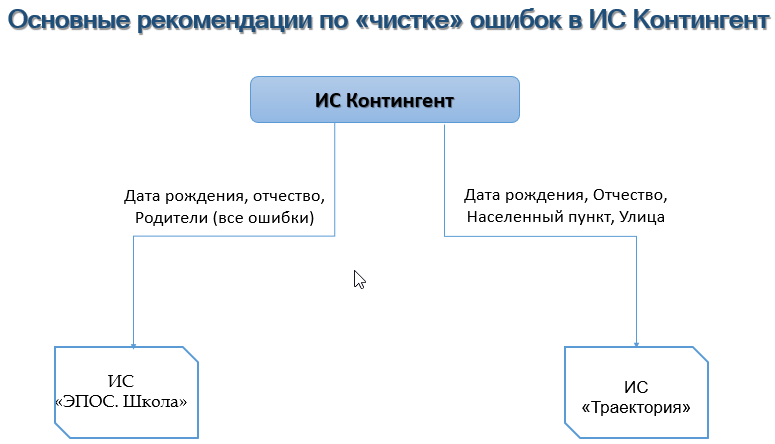 Основные рекомендации по «чистке» ошибок в ИС Контингент
ИС Контингент
Дата рождения, отчество,
Родители (все ошибки)
Дата рождения, Отчество,
Населенный пункт, Улица
ИС
«ЭПОС. Школа»
ИС
«Траектория»